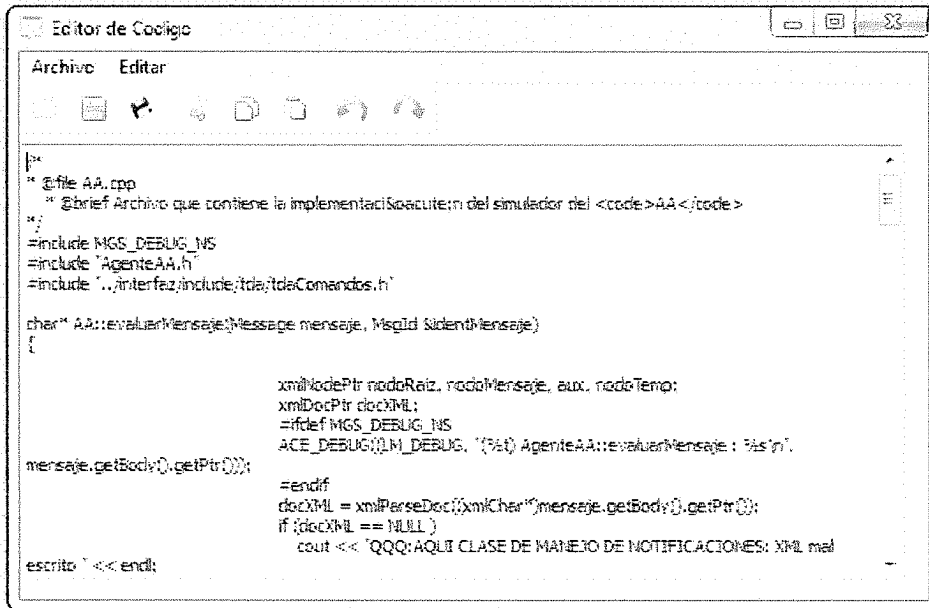 Editor de Codigo
Archivo Editar
/*
* @file AA.cpp
* @brief Archivo que contiene la implementaci&oacute;n del simulador del <code>AA</code>
*/
#include MGS_DEBUG_NS
#include "AgenteAA.h"
#include "../interfaz/include/tda/tdaComandos.h"
char* AA::evaluarMensaje(Message mensaje, MsgId &identMensaje)
{
xmlNodePtr nodoRaiz, nodoMensaje, aux, nodoTemp;
xmlDocPtr docXML;
#ifdef MGS_DEBUG_NS
ACE_DEBUG((LM_DEBUG, "(%t) AgenteAA::evaluarMensaje : %s\n",
mensaje.getBody().getPtr()));
#endif
docXML = xmlParseDoc((xmlChar*)mensaje.getBody().getPtr());
if (docXML == NULL )
cout << "QQQ:AQUI CLASE DE MANEJO DE NOTIFICACIONES: XML mal
escrito " << endl;